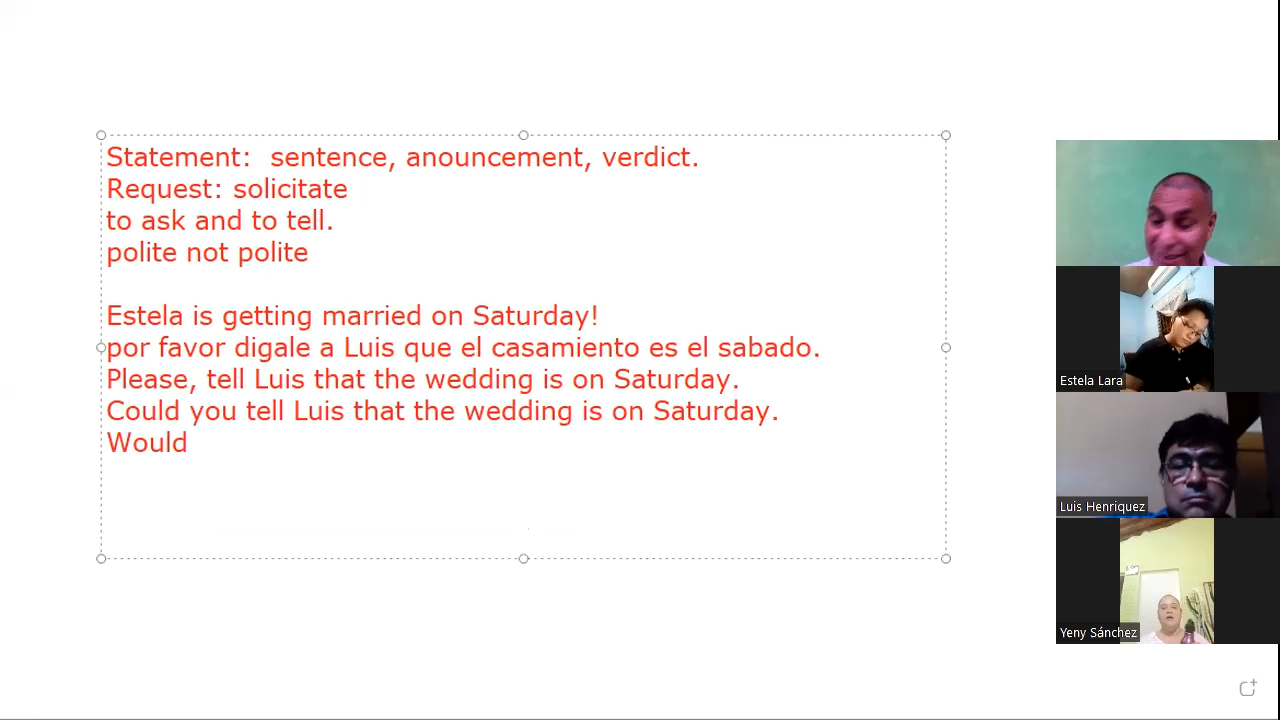 Statement:  sentence, anouncement, verdict.
Request: solicitate
to ask and to tell.
polite not polite
Estela is getting married on Saturday!
por favor digale a Luis que el casamiento es el sabado.
Please, tell Luis that the wedding is on Saturday.
Could you tell Luis that the wedding is on Saturday.
Would
Estela Lara
Luis Henriquez
Yeny Sánchez